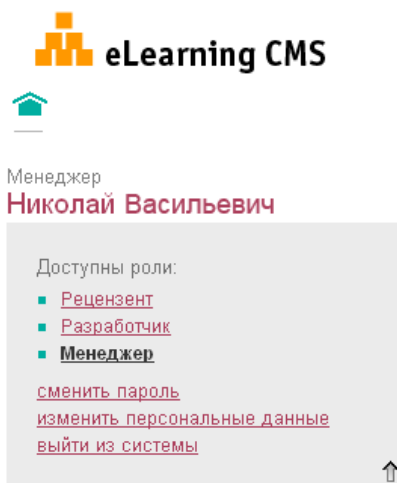 eLearning CMS
Менеджер
Николай Васильевич
Доступны роли:
Рецензент
Разработчик
Менеджер
сменить пароль
изменить персональные данные
выйти из системы